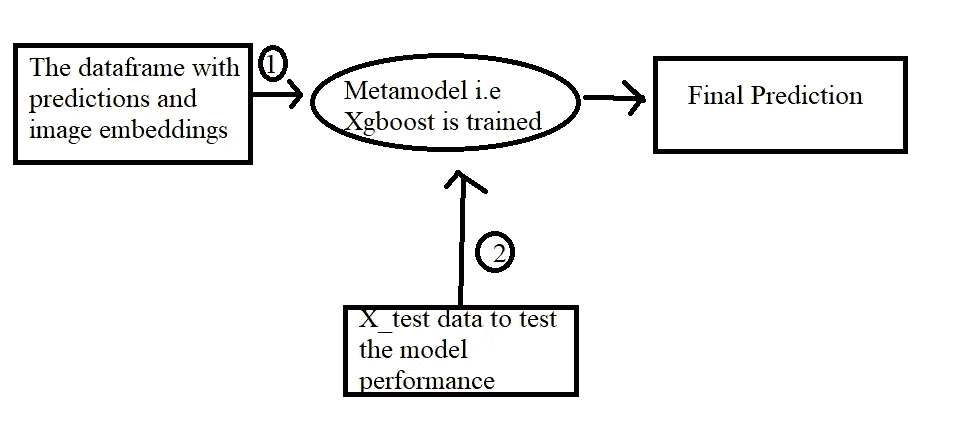 The dataframe with
predictions and
image embeddings
1
Metamodel i.e
Xgboost is trained
Final Prediction
2
X_test data to test
the model
performance